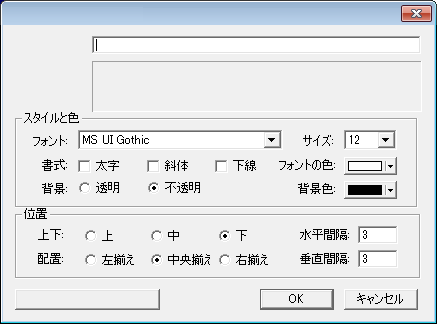 スタイルと色
フォント: MS UI Gothic サイズ: 12
書式: 太字 斜体 下線 フォントの色:
背景: 透明 不透明 背景色:
位置
上下: 上 中 下 水平間隔: 3
配置: 左揃え 中央揃え 右揃え 垂直間隔: 3
OK キャンセル